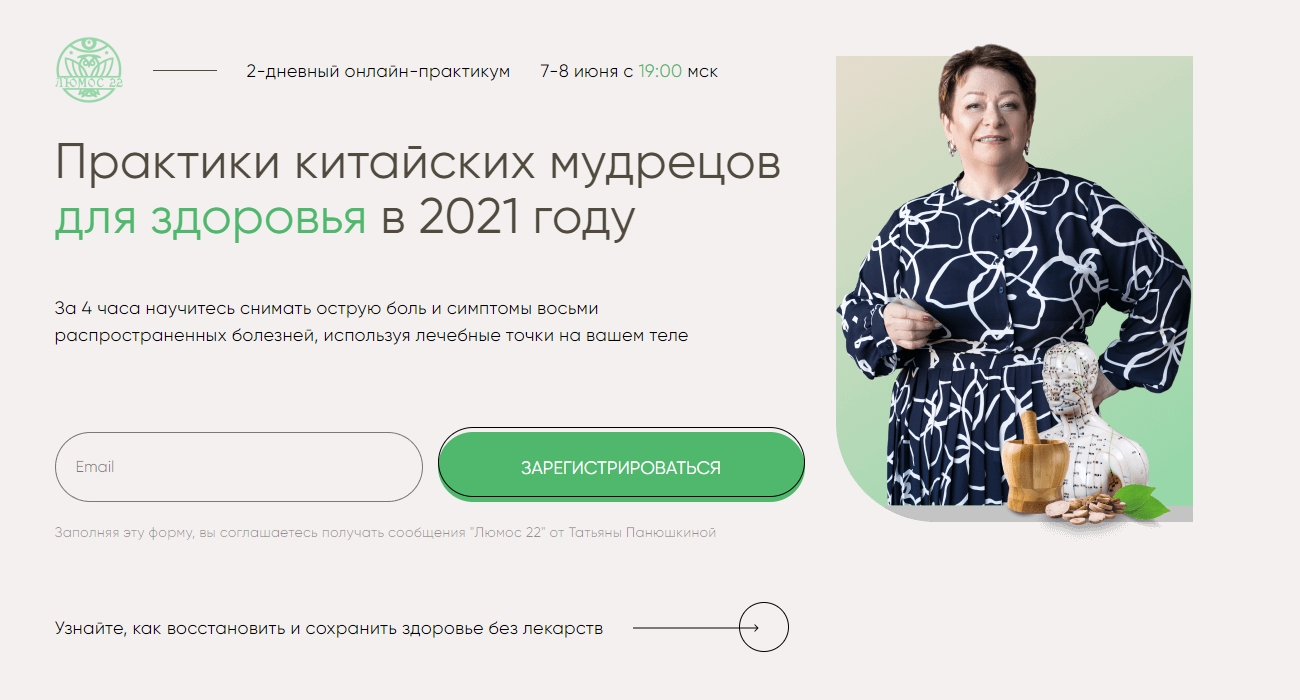 ЛЮМОС 22
2-дневный онлайн-практикум 7-8 июня с 19:00 мск
Практики китайских мудрецов
для здоровья в 2021 году
За 4 часа научитесь снимать острую боль и симптомы восьми
распространенных болезней, используя лечебные точки на вашем теле
Email
ЗАРЕГИСТРИРОВАТЬСЯ
Заполняя эту форму, вы соглашаетесь получать сообщения "Люмос 22" от Татьяны Панюшкиной
Узнайте, как восстановить и сохранить здоровье без лекарств